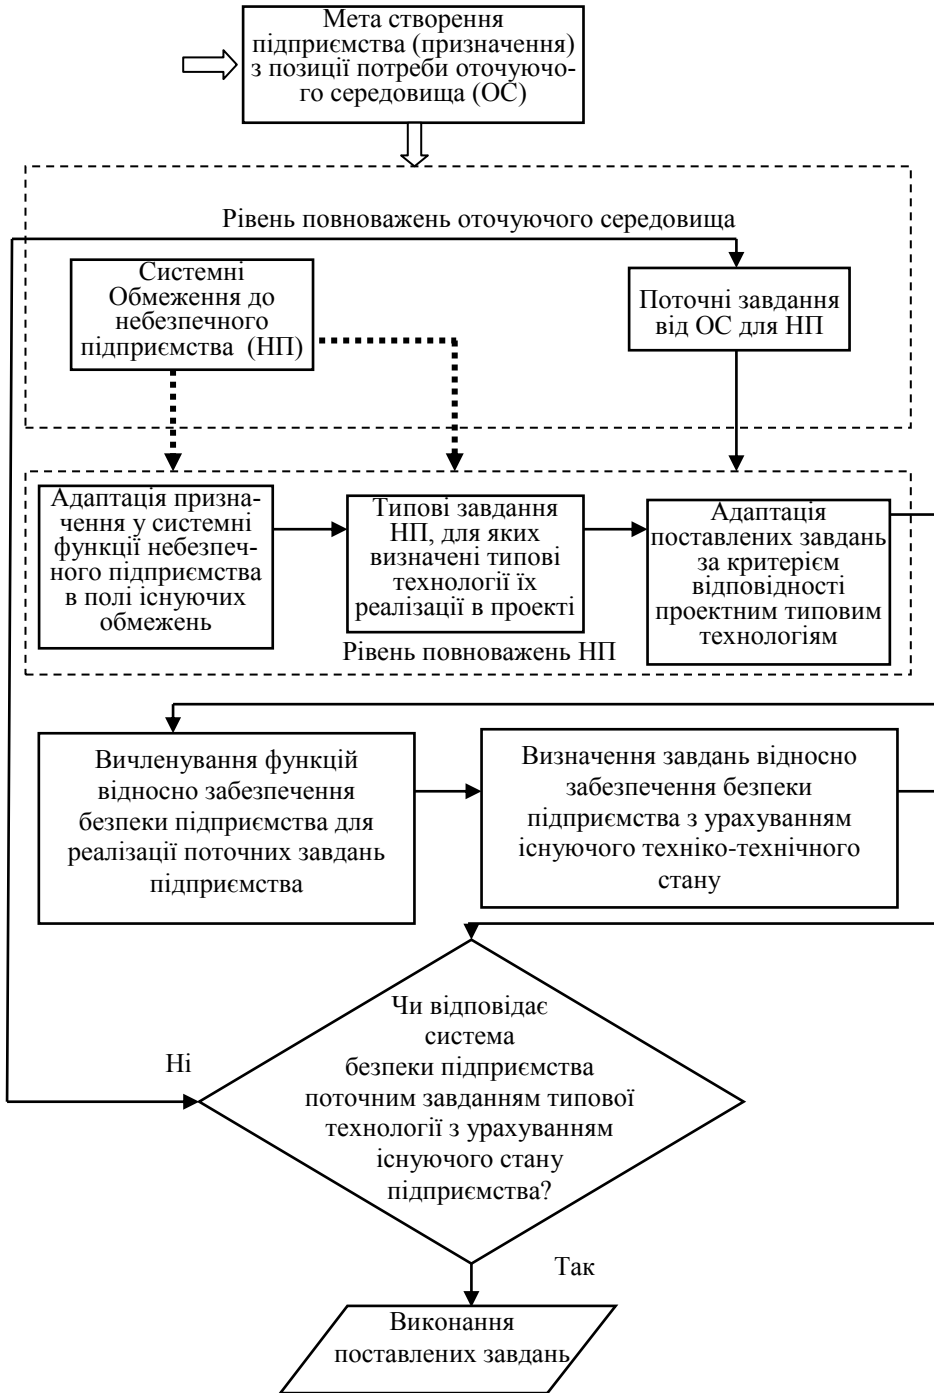 Мета створення
підприємства (призначення)
з позиції потреби оточуючо-
го середовища (ОС)
Рівень повноважень оточуючого середовища
Системні
Обмеження до
небезпечного
підприємства (НП)
Поточні завдання
від ОС для НП
Адаптація призна-
чення у системні
функції небезпеч-
ного підприємства
в полі існуючих
обмежень
Типові завдання
НП, для яких
визначені типові
технології їх
реалізації в проекті
Адаптація
поставлених завдань
за критерієм
відповідності
проектним типовим
технологіям
Рівень повноважень НП
Вичленування функцій
відносно забезпечення
безпеки підприємства для
реалізації поточних завдань
підприємства
Визначення завдань відносно
забезпечення безпеки
підприємства з урахуванням
існуючого техніко-технічного
стану
Чи відповідає
система
безпеки підприємства
поточним завданням типової
технології з урахуванням
існуючого стану
підприємства?
Ні
Так
Виконання
поставлених завдань